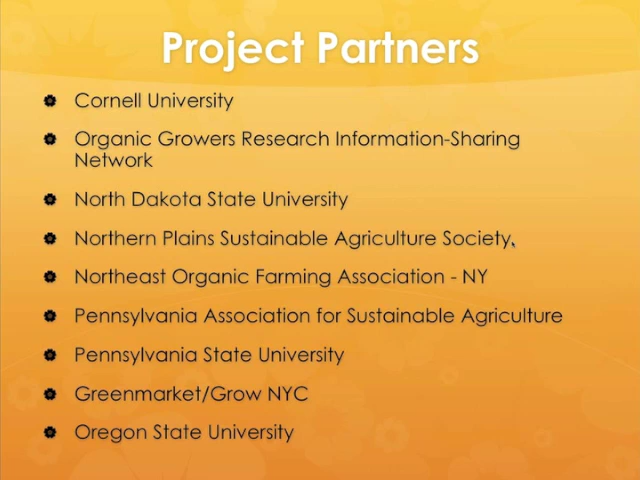 Project Partners
Cornell University
Organic Growers Research Information-Sharing
Network
North Dakota State University
Northern Plains Sustainable Agriculture Society,
Northeast Organic Farming Association - NY
Pennsylvania Association for Sustainable Agriculture
Pennsylvania State University
Greenmarket/Grow NYC
Oregon State University